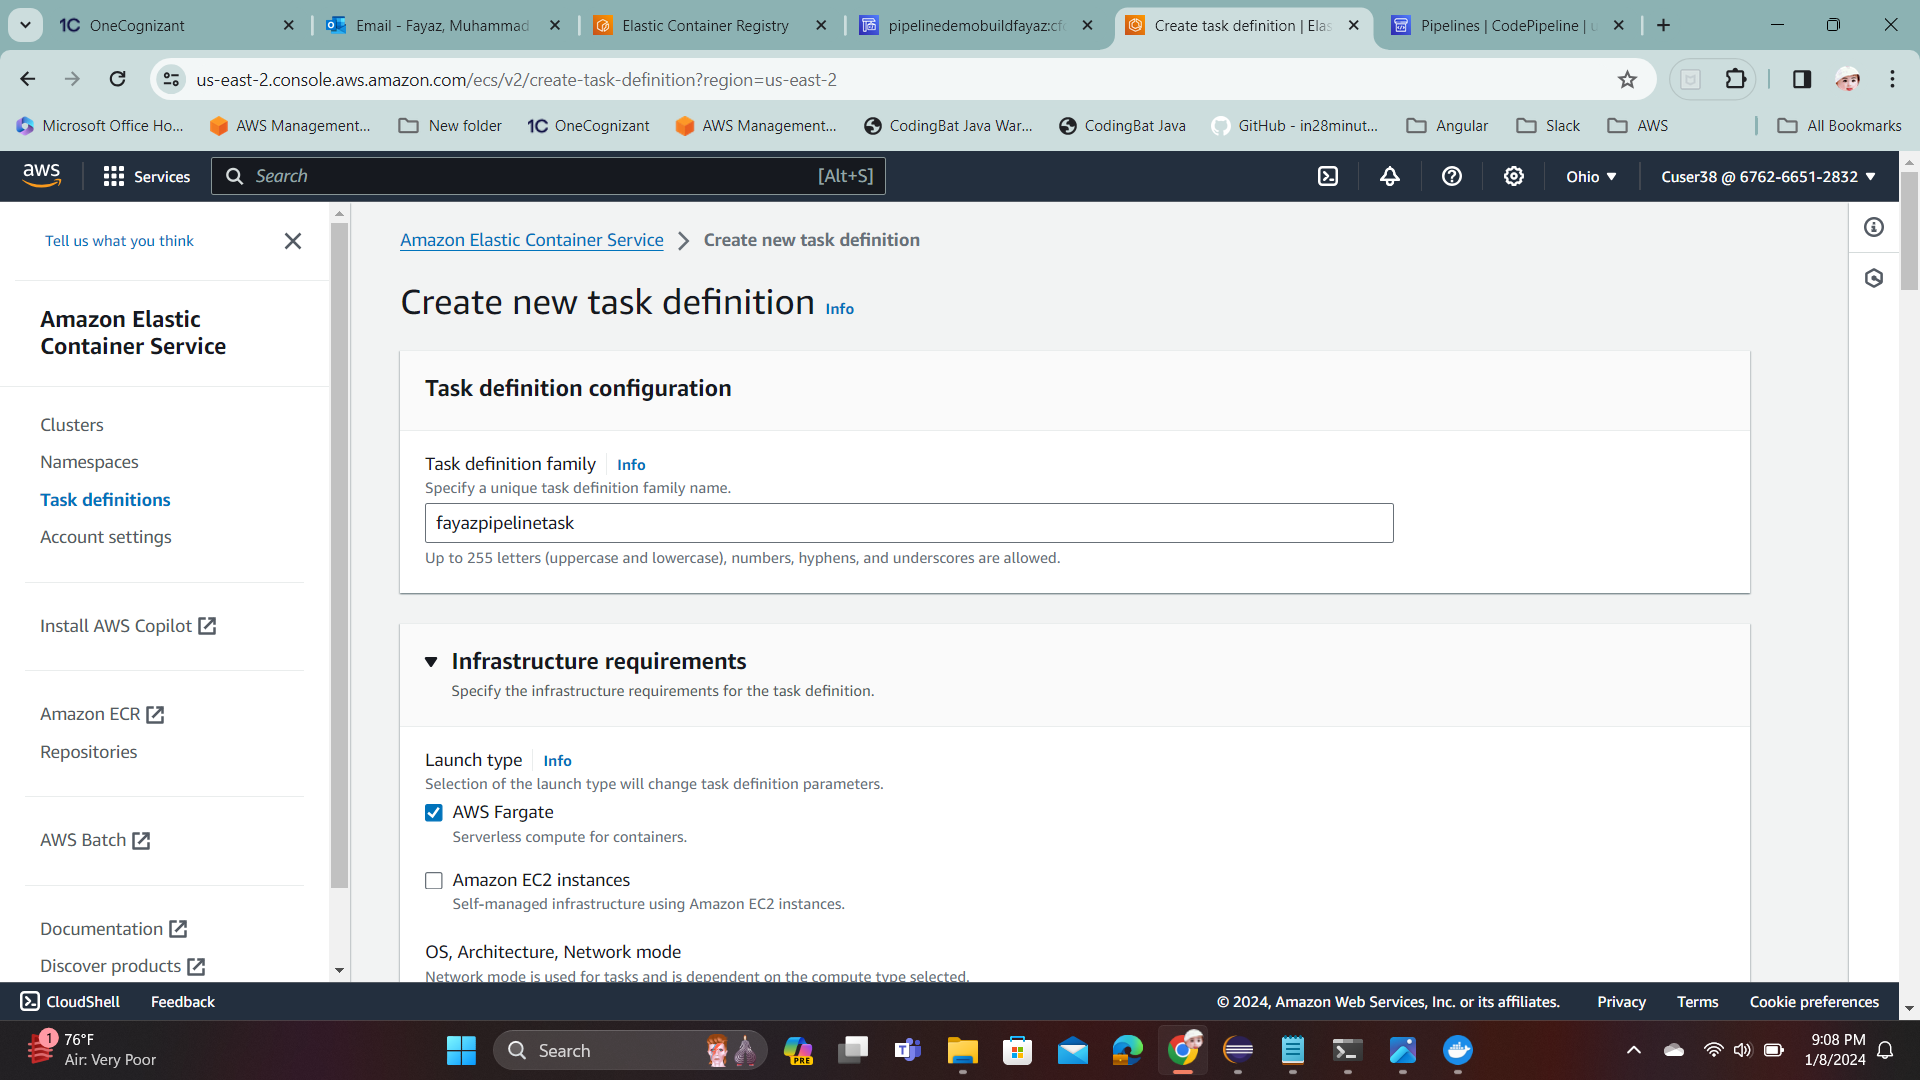 OneCognizant
Email - Fayaz, Muhammad
Elastic Container Registry
pipelinedemobuildfayaz:cf
Create task definition | Elas
Pipelines | CodePipeline | u
us-east-2.console.aws.amazon.com/ecs/v2/create-task-definition?region=us-east-2
Microsoft Office Ho...
AWS Management...
New folder
1C OneCognizant
AWS Management...
CodingBat Java War...
CodingBat Java
GitHub - in28minut...
Angular
Slack
AWS
All Bookmarks
aws
Services
Search
[Alt+S]
Ohio
Cuser38 @ 6762-6651-2832
Tell us what you think
Amazon Elastic
Container Service
Clusters
Namespaces
Task definitions
Account settings
Install AWS Copilot
Amazon ECR
Repositories
AWS Batch
Documentation
Discover products
Amazon Elastic Container Service
Create new task definition
Create new task definition Info
Task definition configuration
Task definition family Info
Specify a unique task definition family name.
fayazpipelinetask
Up to 255 letters (uppercase and lowercase), numbers, hyphens, and underscores are allowed.
Infrastructure requirements
Specify the infrastructure requirements for the task definition.
Launch type Info
Selection of the launch type will change task definition parameters.
AWS Fargate
Serverless compute for containers.
Amazon EC2 instances
Self-managed infrastructure using Amazon EC2 instances.
OS, Architecture, Network mode
Network mode is used for tasks and is dependent on the compute type selected.
CloudShell
Feedback
© 2024, Amazon Web Services, Inc. or its affiliates.
Privacy
Terms
Cookie preferences
1
76°F
Air: Very Poor
Search
PRE
9:08 PM
1/8/2024